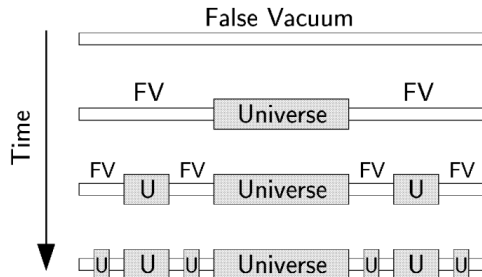 False Vacuum
FV FV
Universe
Time
FV FV FV FV
U Universe U
U U U Universe U U U